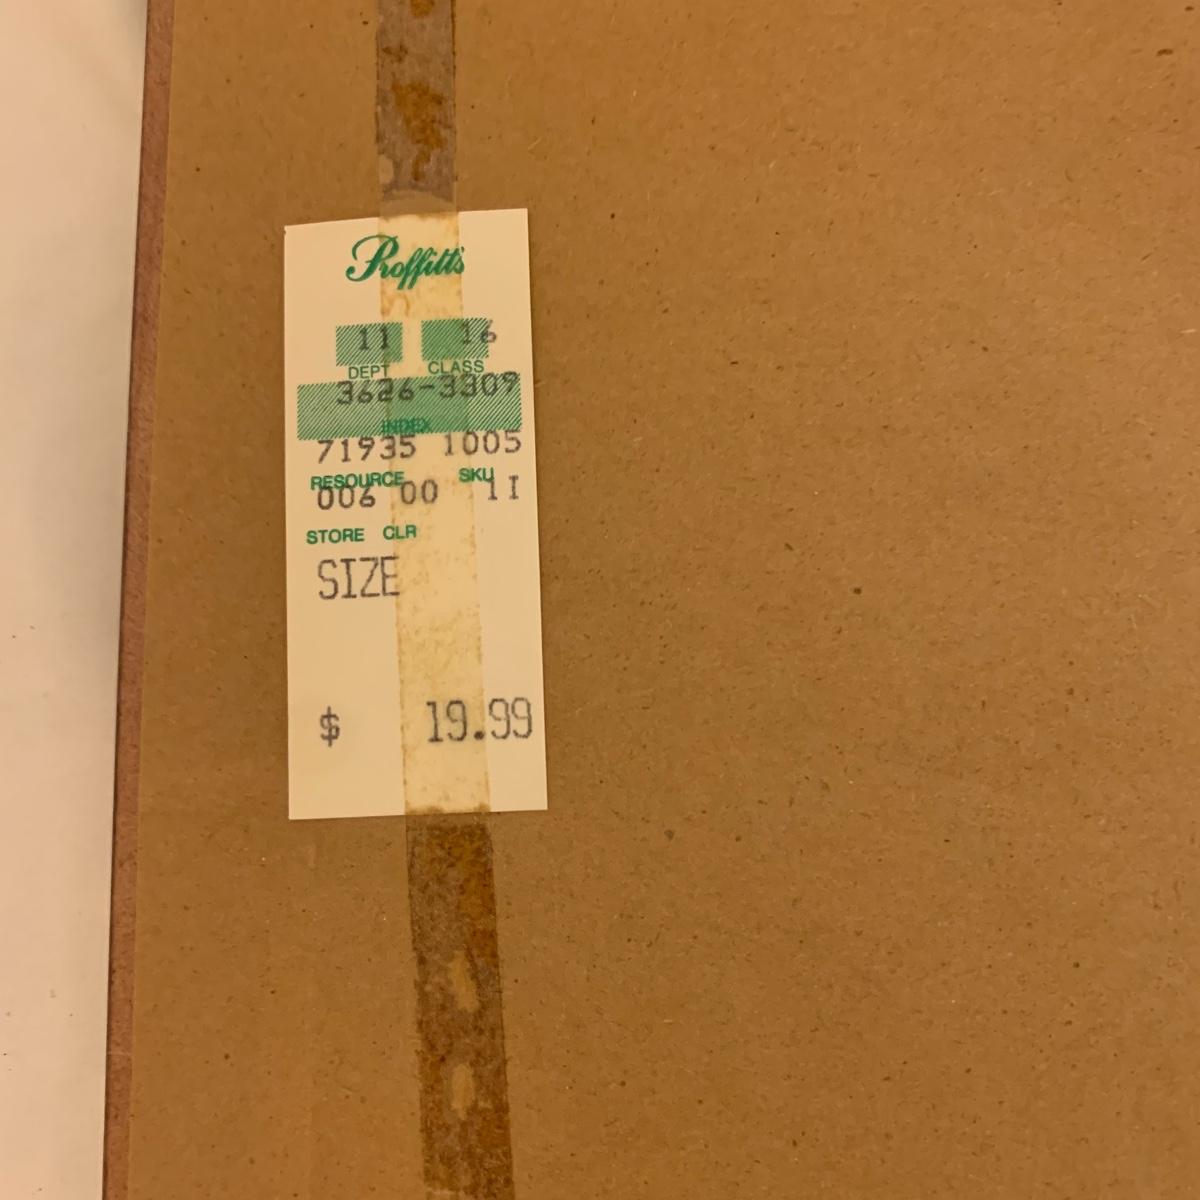 Proffitt's
11 16
DEPT CLASS
3626-3309
INDEX
71935 1005
RESOURCE SKU
006 00 1I
STORE CLR
SIZE
$ 19.99